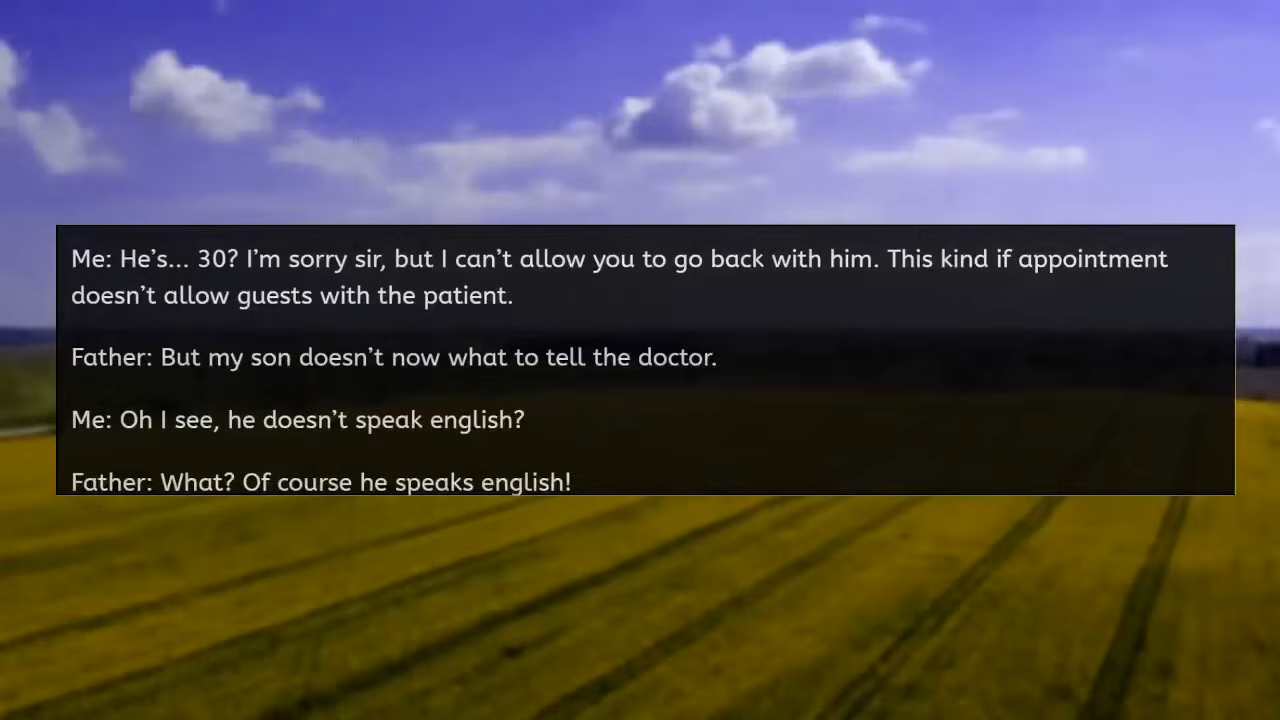 Me: He’s... 30? I’m sorry sir, but I can’t allow you to go back with him. This kind if appointment
doesn’t allow guests with the patient.
Father: But my son doesn’t now what to tell the doctor.
Me: Oh I see, he doesn’t speak english?
Father: What? Of course he speaks english!